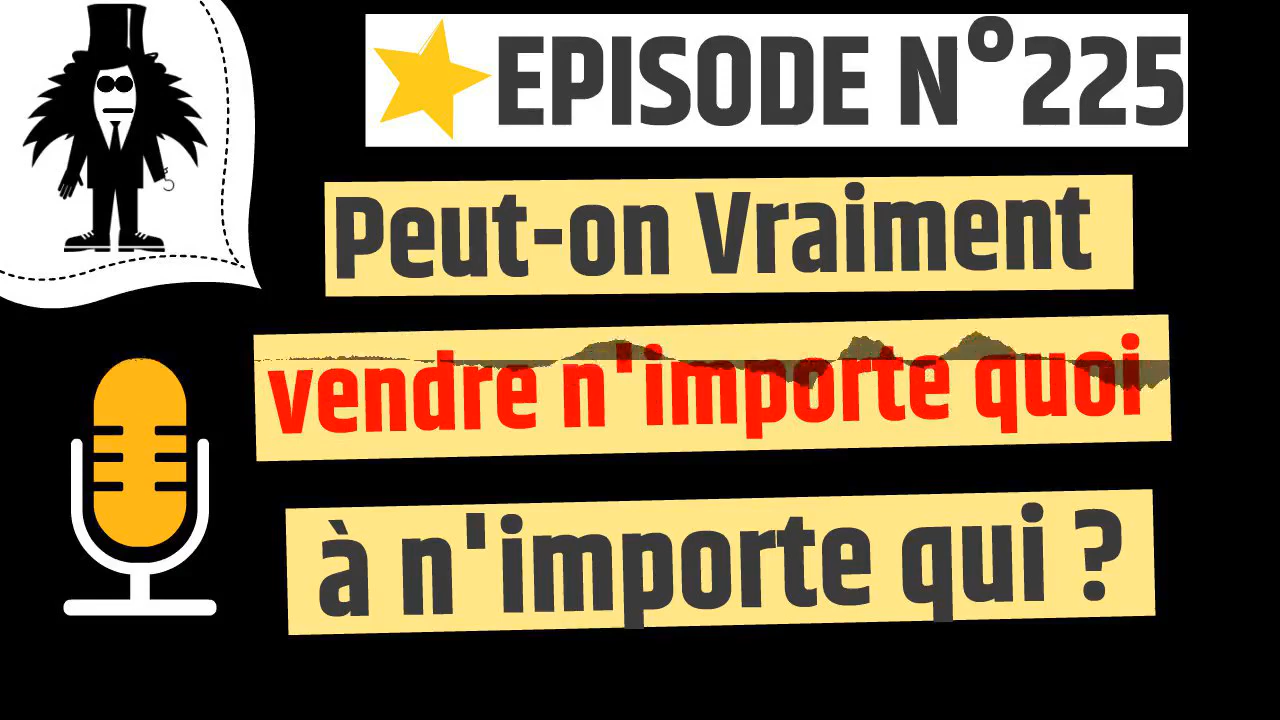 EPISODE N°225
Peut-on Vraiment
vendre n'importe quoi
à n'importe qui ?